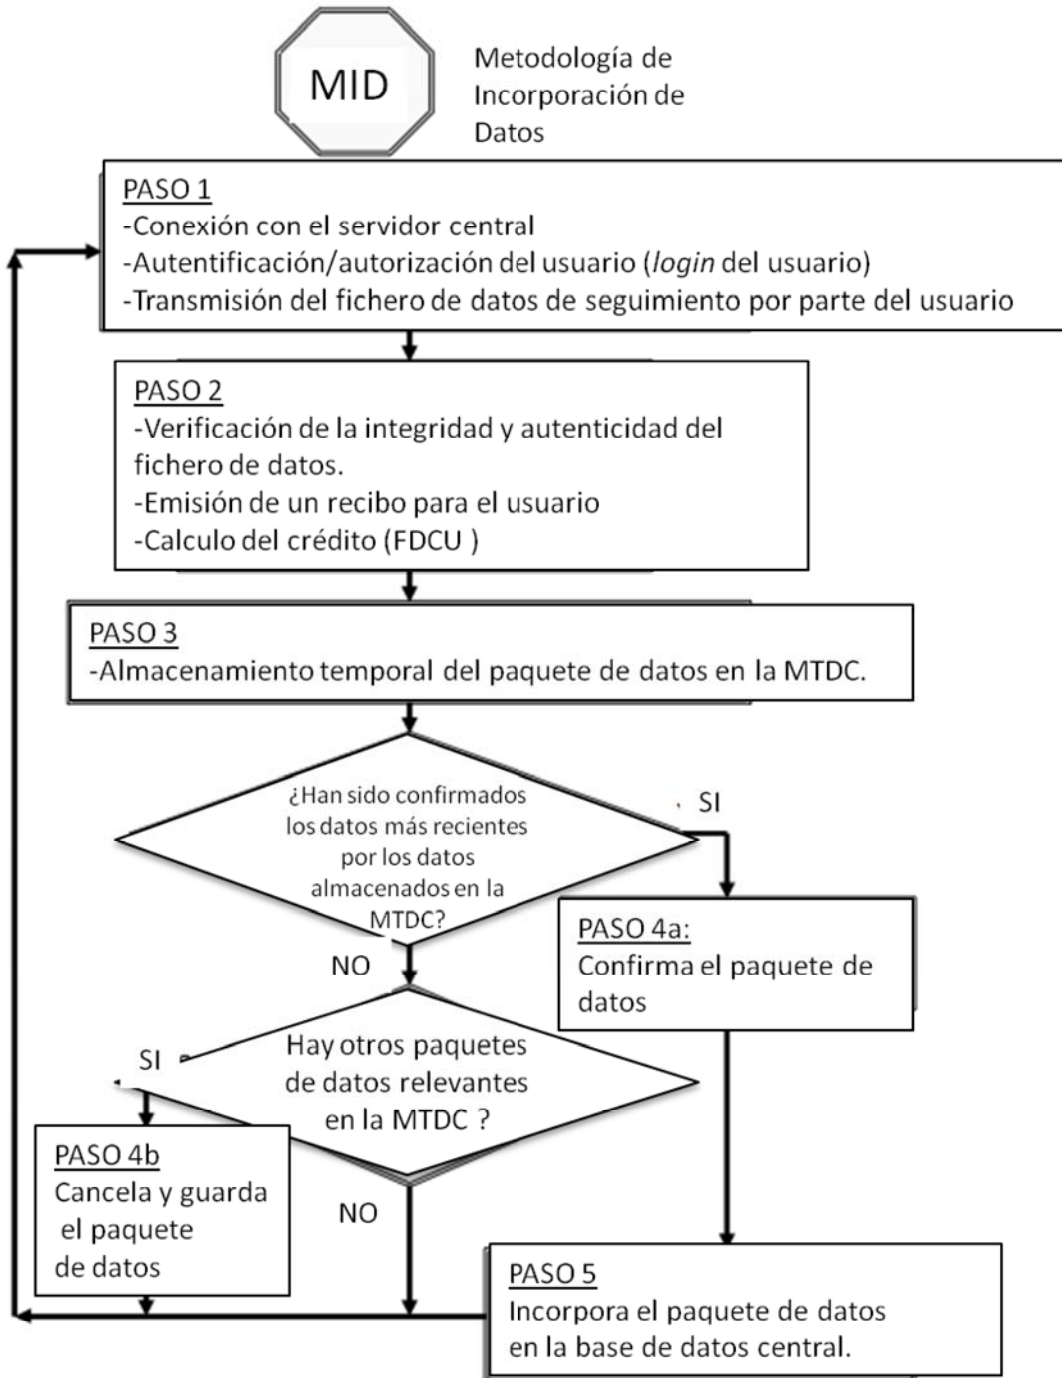 MID
Metodología de
Incorporación de
Datos
PASO 1
-Conexión con el servidor central
-Autentificación/autorización del usuario (login del usuario)
-Transmisión del fichero de datos de seguimiento por parte del usuario
PASO 2
-Verificación de la integridad y autenticidad del
fichero de datos.
-Emisión de un recibo para el usuario
-Calculo del crédito (FDCU )
PASO 3
-Almacenamiento temporal del paquete de datos en la MTDC.
¿Han sido confirmados
los datos más recientes
por los datos
almacenados en la
MTDC?
SI
PASO 4a:
Confirma el paquete de
datos
NO
Hay otros paquetes
de datos relevantes
en la MTDC ?
SI
PASO 4b
Cancela y guarda
el paquete
de datos
NO
PASO 5
Incorpora el paquete de datos
en la base de datos central.